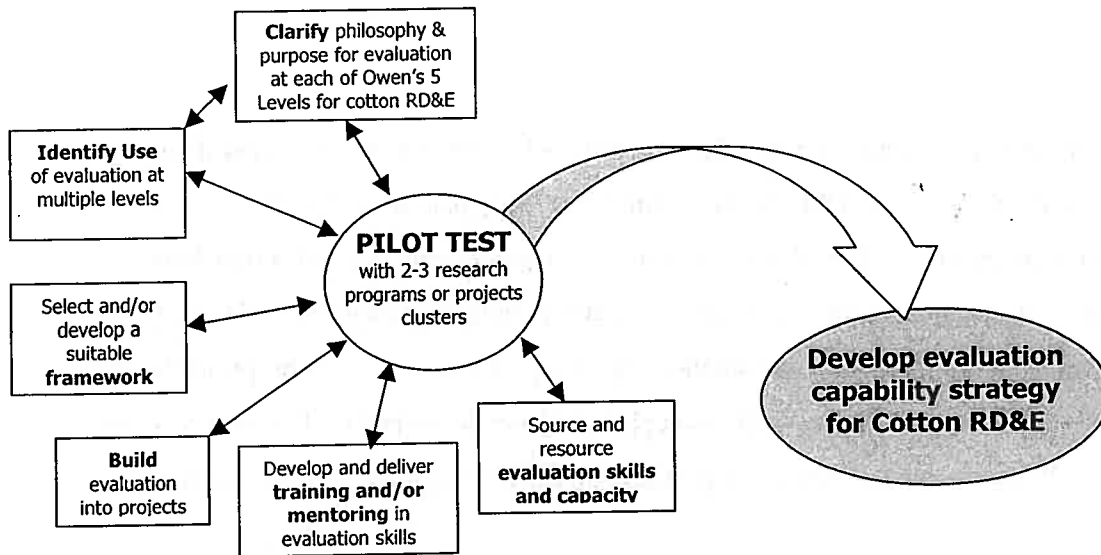 Clarify philosophy &
purpose for evaluation
at each of Owen's 5
Levels for cotton RD&E
Identify Use
of evaluation at
multiple levels
PILOT TEST
with 2-3 research
programs or projects
clusters
Select and/or
develop a
suitable
framework
Build
evaluation
into projects
Develop and deliver
training and/or
mentoring in
evaluation skills
Source and
resource
evaluation skills
and capacity
Develop evaluation
capability strategy
for Cotton RD&E